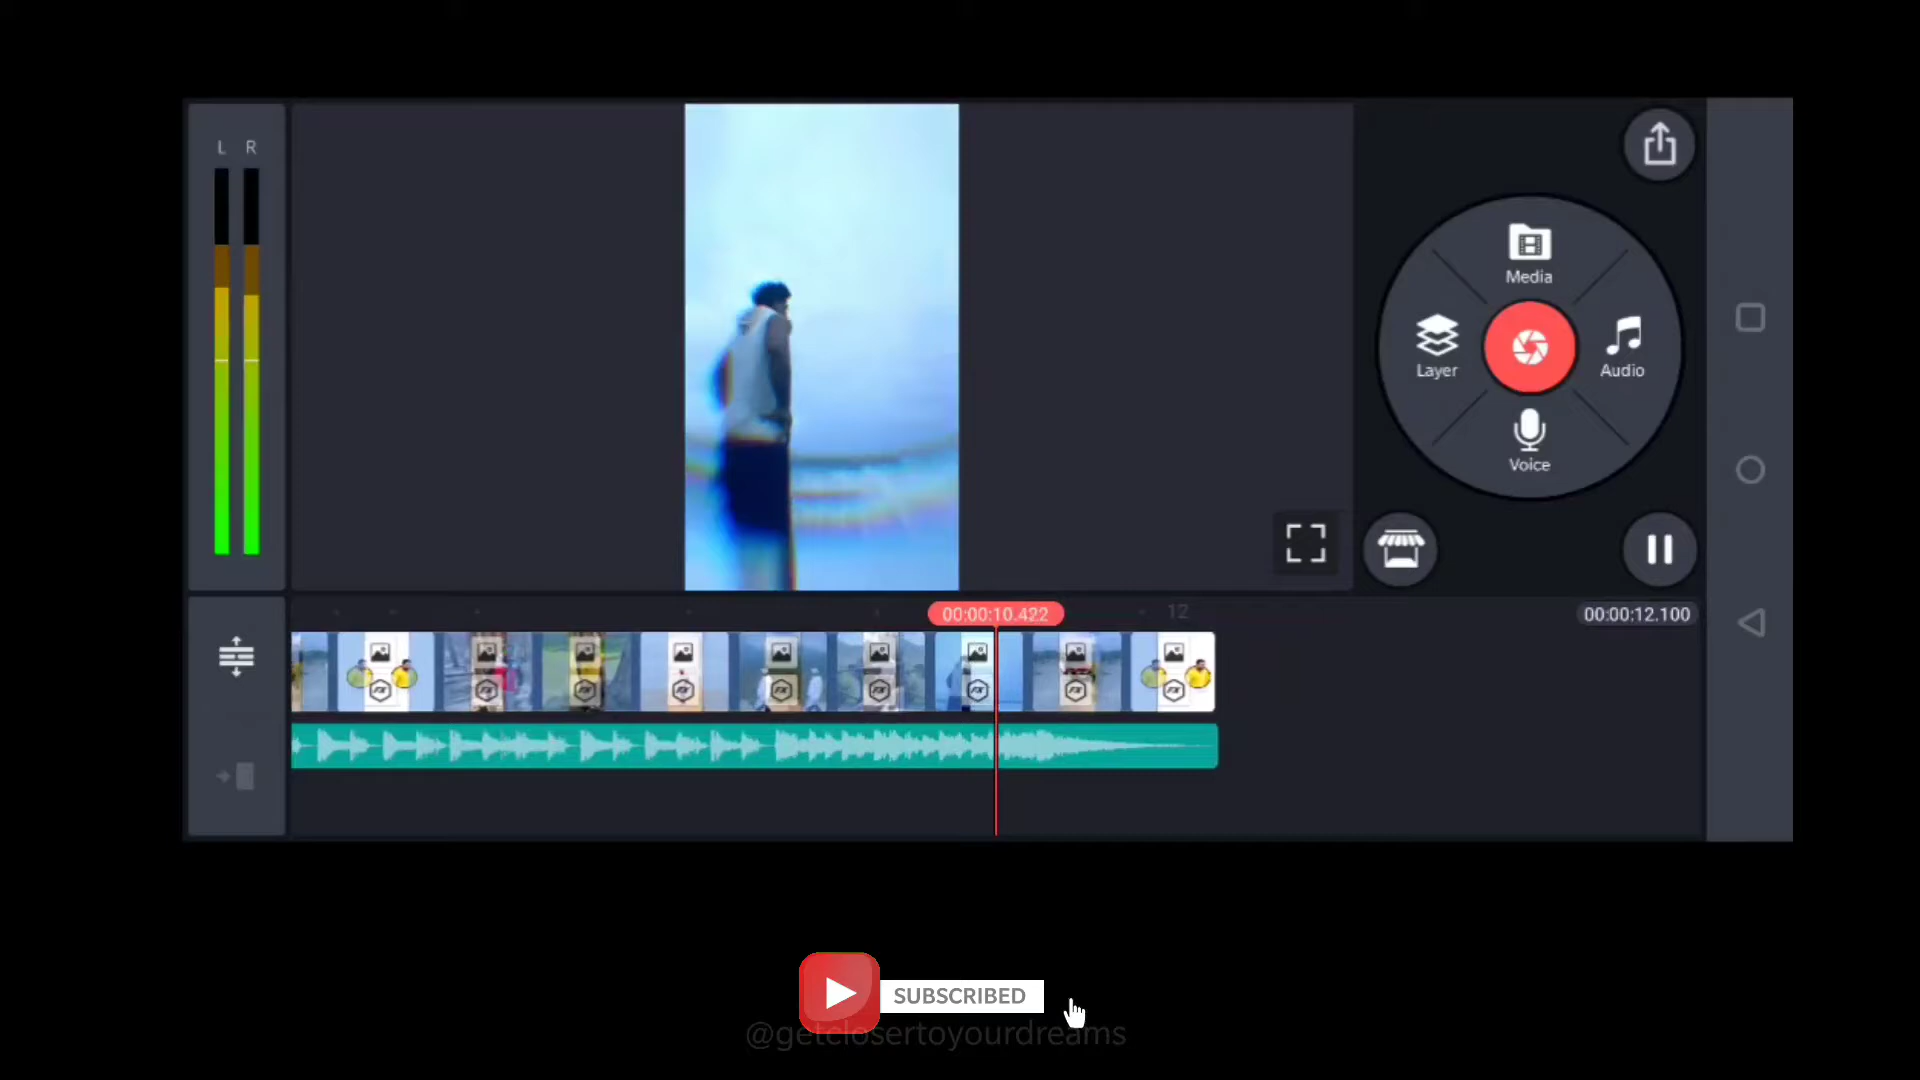 L R
Media
Layer
Audio
Voice
00:00:10.422
12
00:00:12.100
SUBSCRIBED
@getclosertoyourdreams